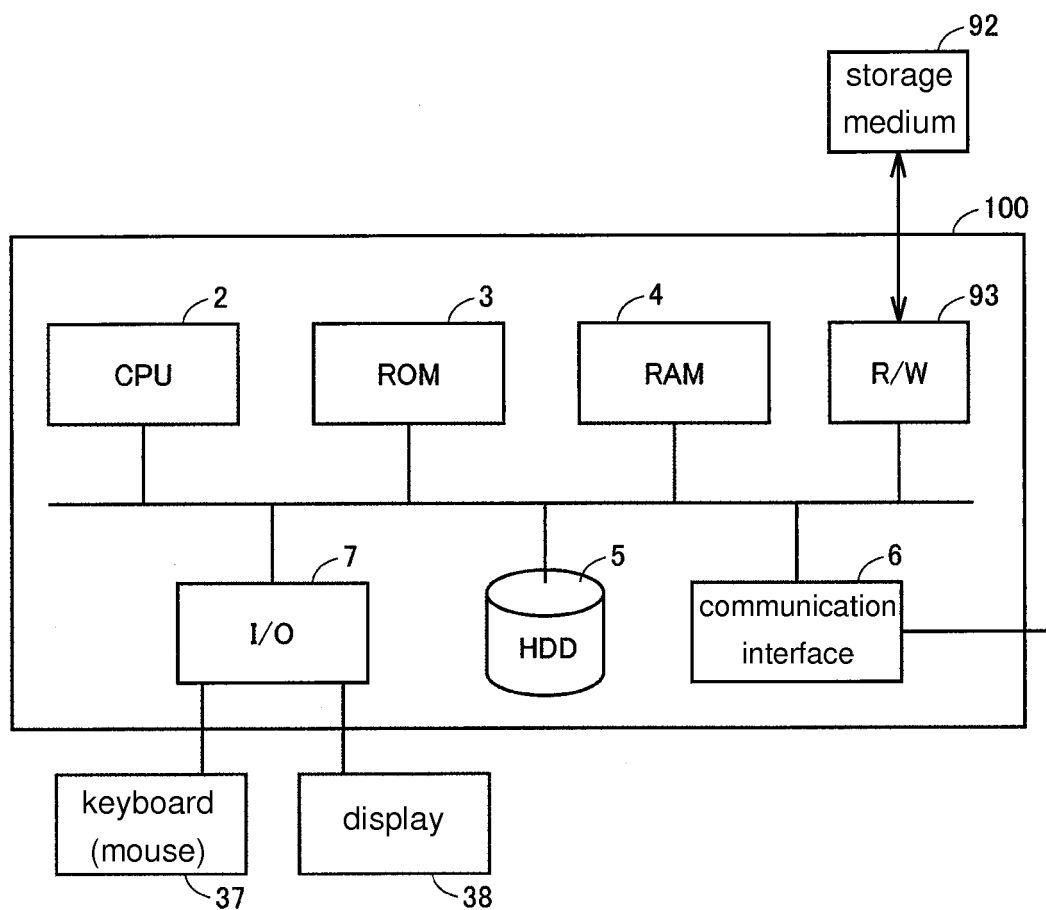 92
storage
medium
100
2
3
4
93
CPU
ROM
RAM
R/W
7
5
6
I/O
HDD
communication
interface
keyboard
(mouse)
display
37
38